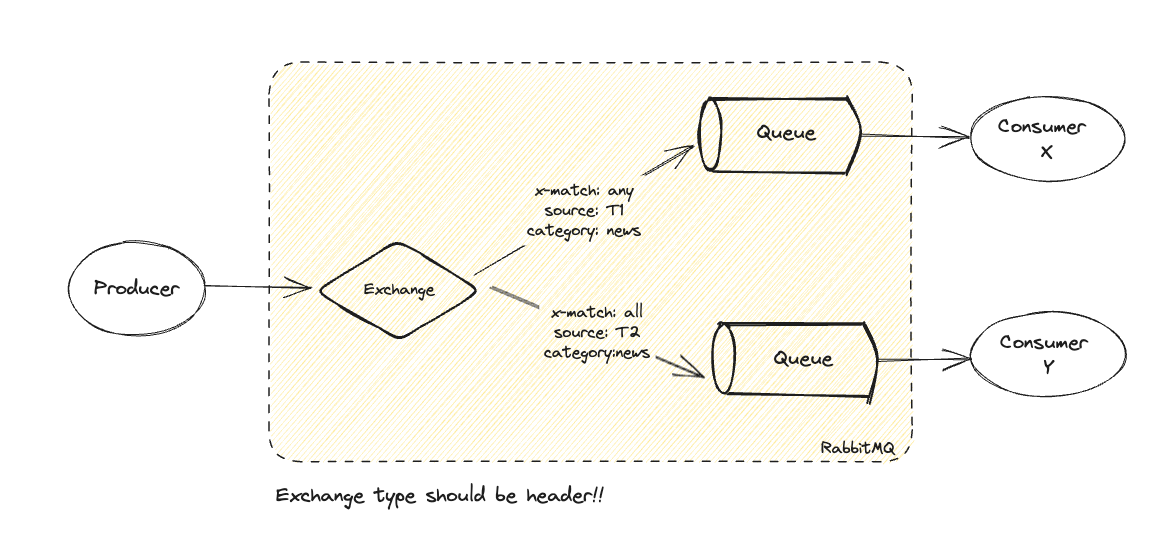 Producer
Exchange
x-match: any
source: T1
category: news
x-match: all
source: T2
category:news
Queue
Queue
Consumer
X
Consumer
Y
RabbitMQ
Exchange type should be header!!